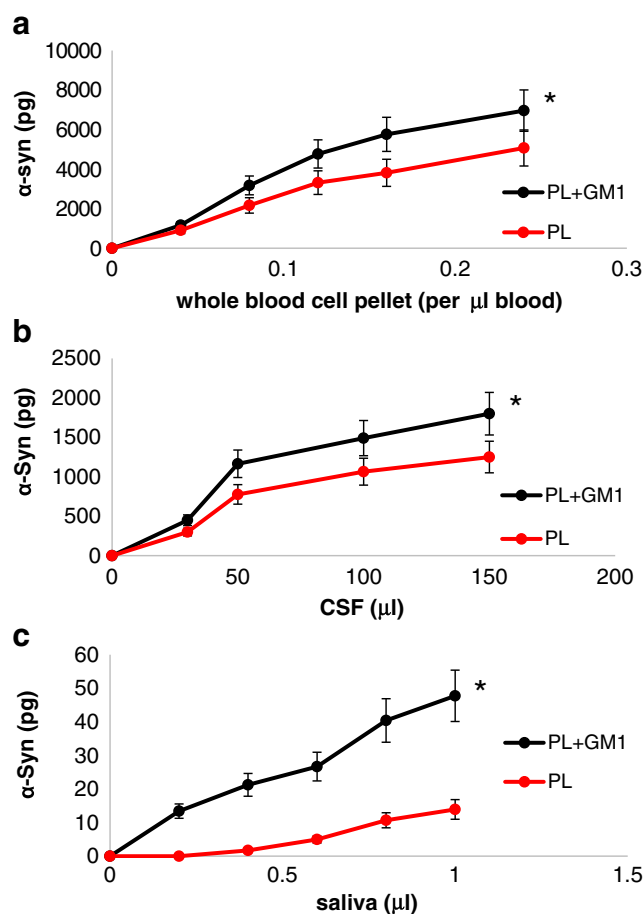 a
10000
8000
6000
4000
2000
0
α-syn (pg)
*
PL+GM1
PL
0 0.1 0.2 0.3
whole blood cell pellet (per µl blood)
b
2500
2000
1500
1000
500
0
α-Syn (pg)
*
PL+GM1
PL
0 50 100 150 200
CSF (µl)
c
60
50
40
30
20
10
0
α-Syn (pg)
*
PL+GM1
PL
0 0.5 1 1.5
saliva (µl)